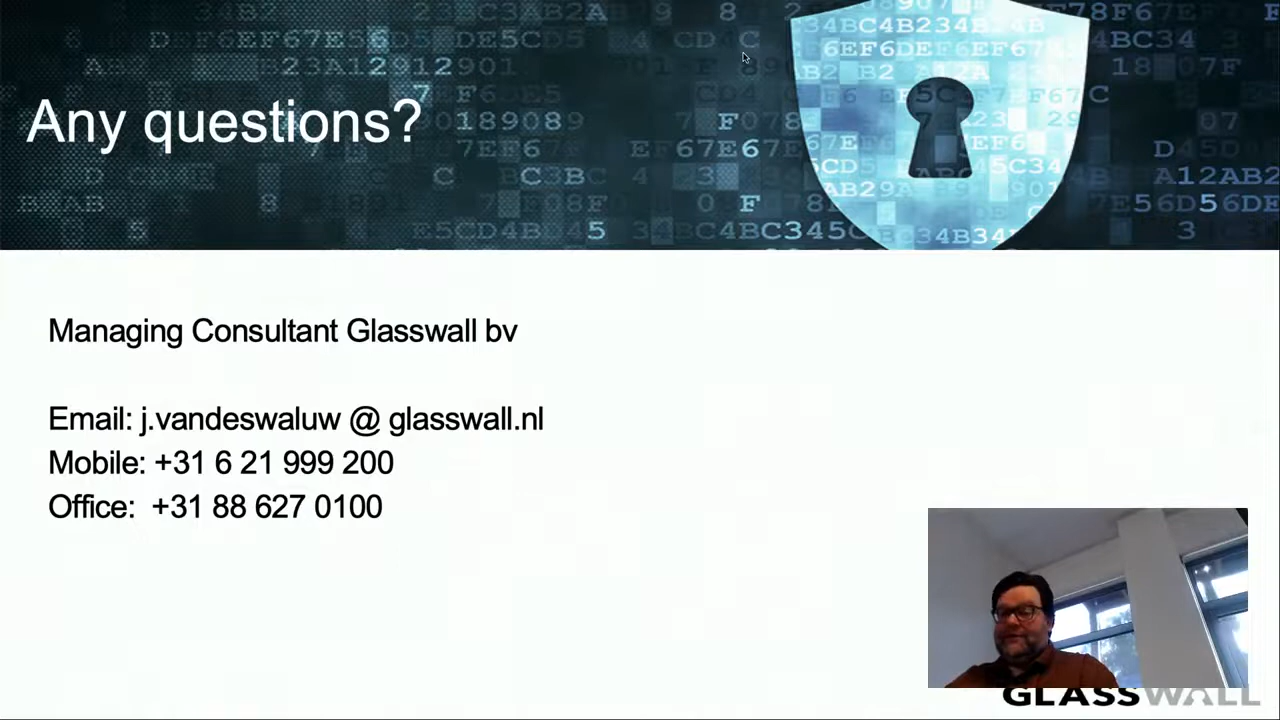 Any questions?
Managing Consultant Glasswall bv
Email: j.vandeswaluw @ glasswall.nl
Mobile: +31 6 21 999 200
Office: +31 88 627 0100
GLASSWALL